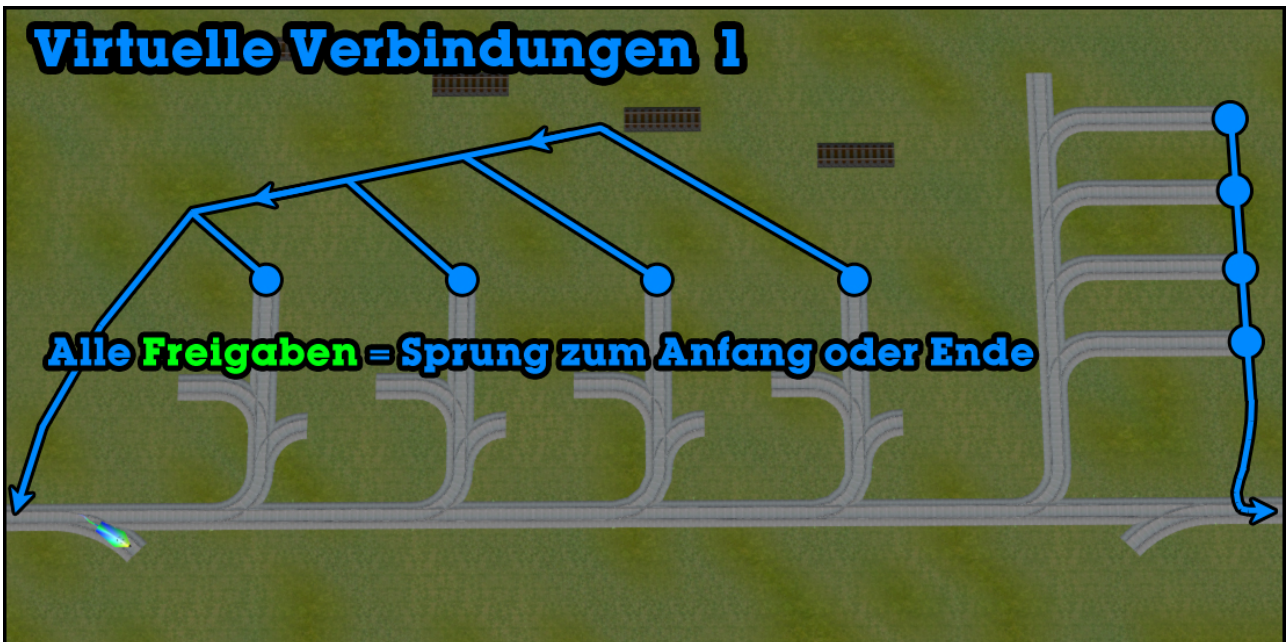 Virtuelle Verbindungen 1
Alle Freigaben = Sprung zum Anfang oder Ende